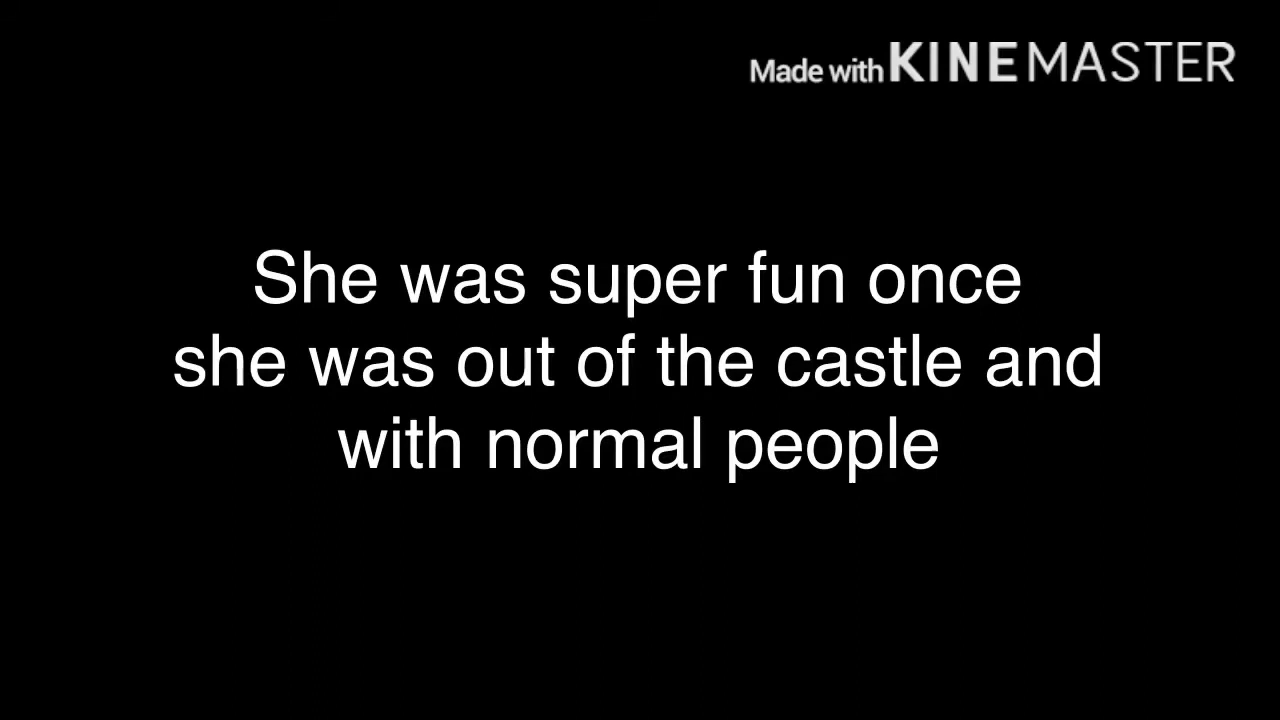 Made with KINEMASTER
She was super fun once
she was out of the castle and
with normal people